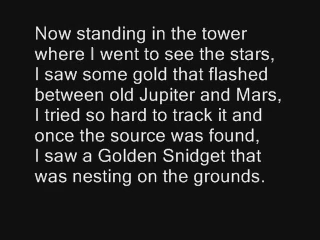 Now standing in the tower
where I went to see the stars,
I saw some gold that flashed
between old Jupiter and Mars,
I tried so hard to track it and
once the source was found,
I saw a Golden Snidget that
was nesting on the grounds.